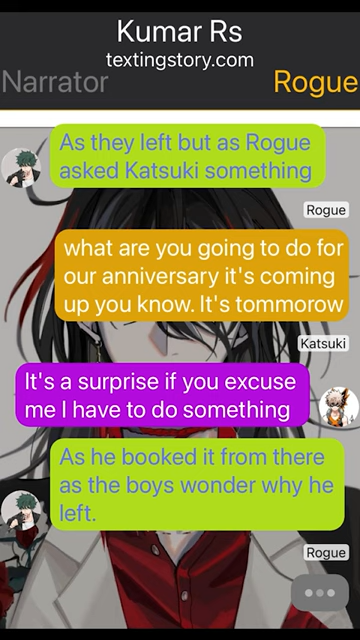 Kumar Rs
textingstory.com
Narrator
Rogue
As they left but as Rogue
asked Katsuki something
Rogue
what are you going to do for
our anniversary it's coming
up you know. It's tommorow
Katsuki
It's a surprise if you excuse
me I have to do something
As he booked it from there
as the boys wonder why he
left.
Rogue